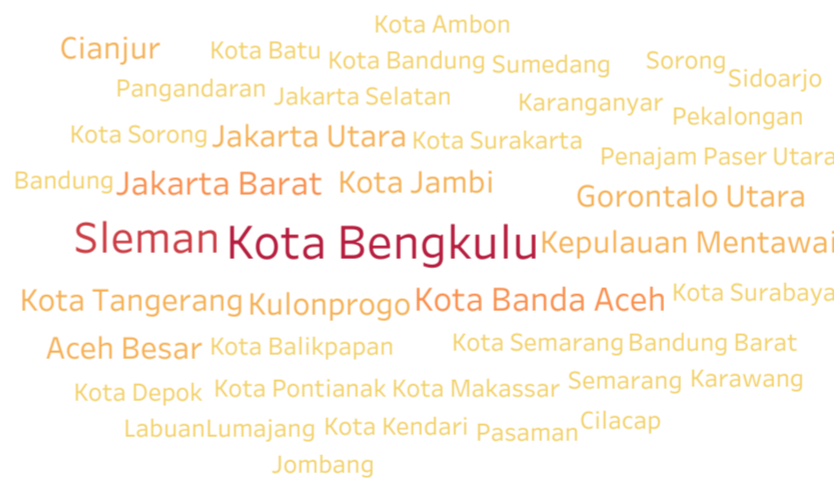 Kota Ambon
Cianjur Kota Batu Kota Bandung Sumedang Sorong Sidoarjo
Pangandaran Jakarta Selatan Karanganyar Pekalongan
Kota Sorong Jakarta Utara Kota Surakarta Penajam Paser Utara
Bandung Jakarta Barat Kota Jambi Gorontalo Utara
Sleman Kota Bengkulu Kepulauan Mentawai
Kota Tangerang Kulonprogo Kota Banda Aceh Kota Surabaya
Aceh Besar Kota Balikpapan Kota Semarang Bandung Barat
Kota Depok Kota Pontianak Kota Makassar Semarang Karawang
Labuan Lumajang Kota Kendari Pasaman Cilacap
Jombang